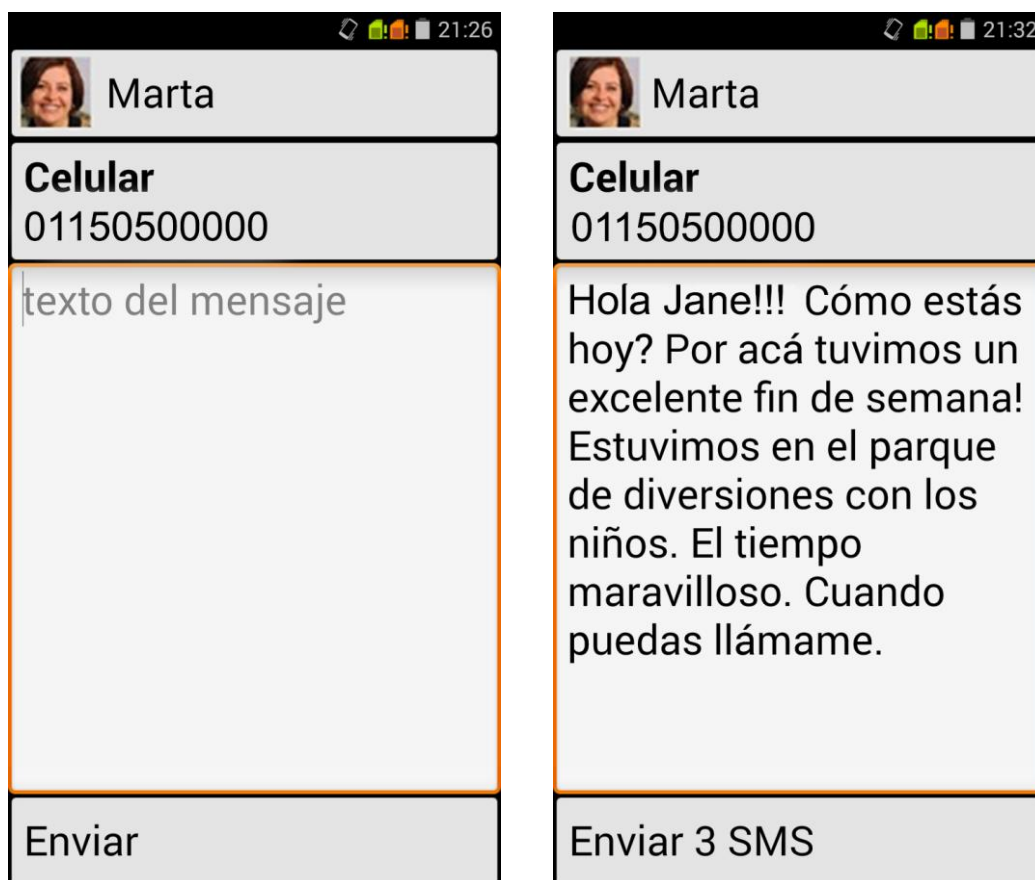 21:26
Marta
Celular
01150500000
texto del mensaje
Enviar
21:32
Marta
Celular
01150500000
Hola Jane!!! Cómo estás
hoy? Por acá tuvimos un
excelente fin de semana!
Estuvimos en el parque
de diversiones con los
niños. El tiempo
maravilloso. Cuando
puedas llámame.
Enviar 3 SMS